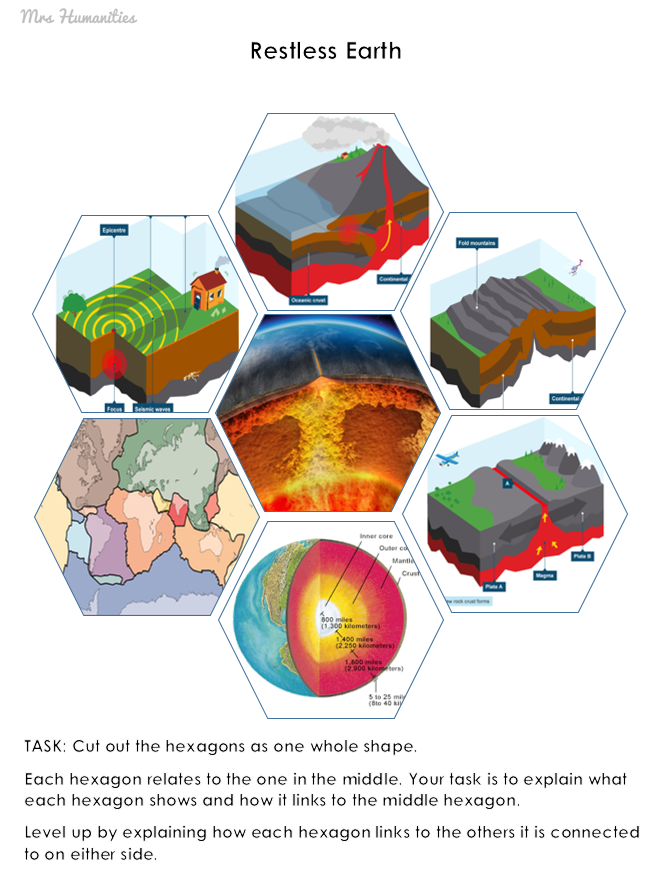 Mrs Humanities
Restless Earth
Continental
Oceanic crust
Epicentre
Focus
Seismic waves
Fold mountains
Continental
A
Plate B
Magma
Plate A
rock crust forms
Inner core
Outer co
Mantle
Crust
800 miles
(1,300 kilometers)
1,400 miles
(2,250 kilometers)
1,800 miles
(2,900 kilometers)
5 to 25 mil
(8to 40 kil
TASK: Cut out the hexagons as one whole shape.
Each hexagon relates to the one in the middle. Your task is to explain what
each hexagon shows and how it links to the middle hexagon.
Level up by explaining how each hexagon links to the others it is connected
to on either side.